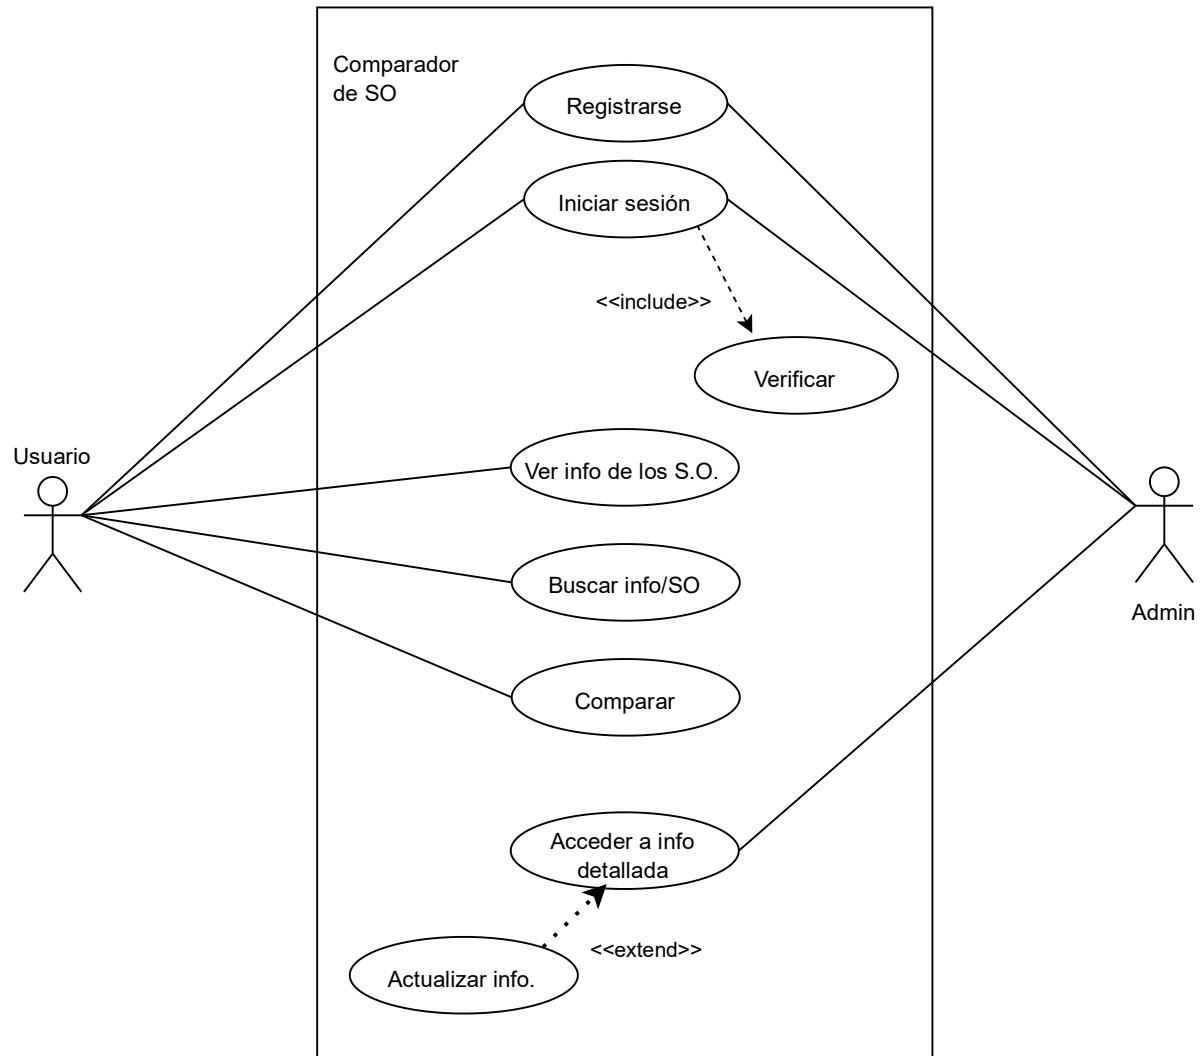 Comparador
de SO
Registrarse
Iniciar sesión
<<include>>
Verificar
Usuario
Ver info de los S.O.
Buscar info/SO
Admin
Comparar
Acceder a info
detallada
<<extend>>
Actualizar info.